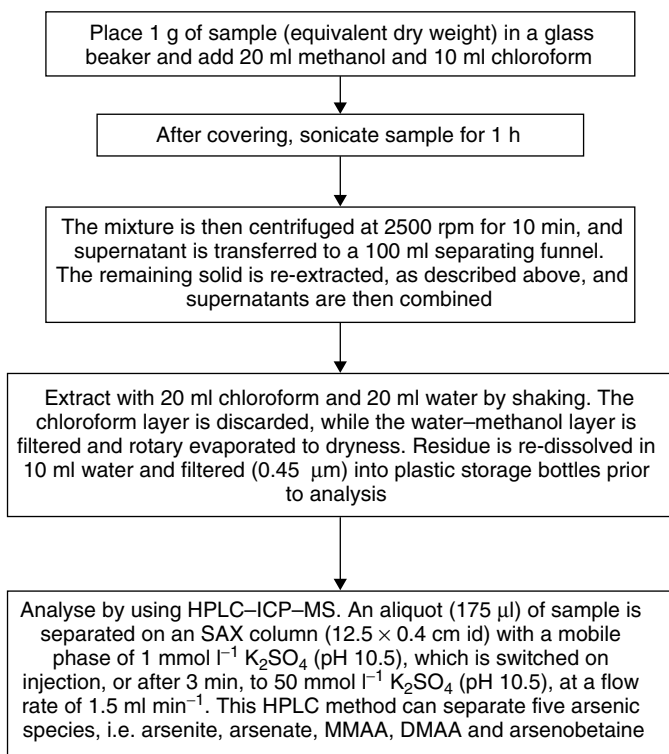 Place 1 g of sample (equivalent dry weight) in a glass
beaker and add 20 ml methanol and 10 ml chloroform
After covering, sonicate sample for 1 h
The mixture is then centrifuged at 2500 rpm for 10 min, and
supernatant is transferred to a 100 ml separating funnel.
The remaining solid is re-extracted, as described above, and
supernatants are then combined
Extract with 20 ml chloroform and 20 ml water by shaking. The
chloroform layer is discarded, while the water–methanol layer is
filtered and rotary evaporated to dryness. Residue is re-dissolved in
10 ml water and filtered (0.45 μm) into plastic storage bottles prior
to analysis
Analyse by using HPLC–ICP–MS. An aliquot (175 μl) of sample is
separated on an SAX column (12.5 × 0.4 cm id) with a mobile
phase of 1 mmol l⁻¹ K₂SO₄ (pH 10.5), which is switched on
injection, or after 3 min, to 50 mmol l⁻¹ K₂SO₄ (pH 10.5), at a flow
rate of 1.5 ml min⁻¹. This HPLC method can separate five arsenic
species, i.e. arsenite, arsenate, MMAA, DMAA and arsenobetaine